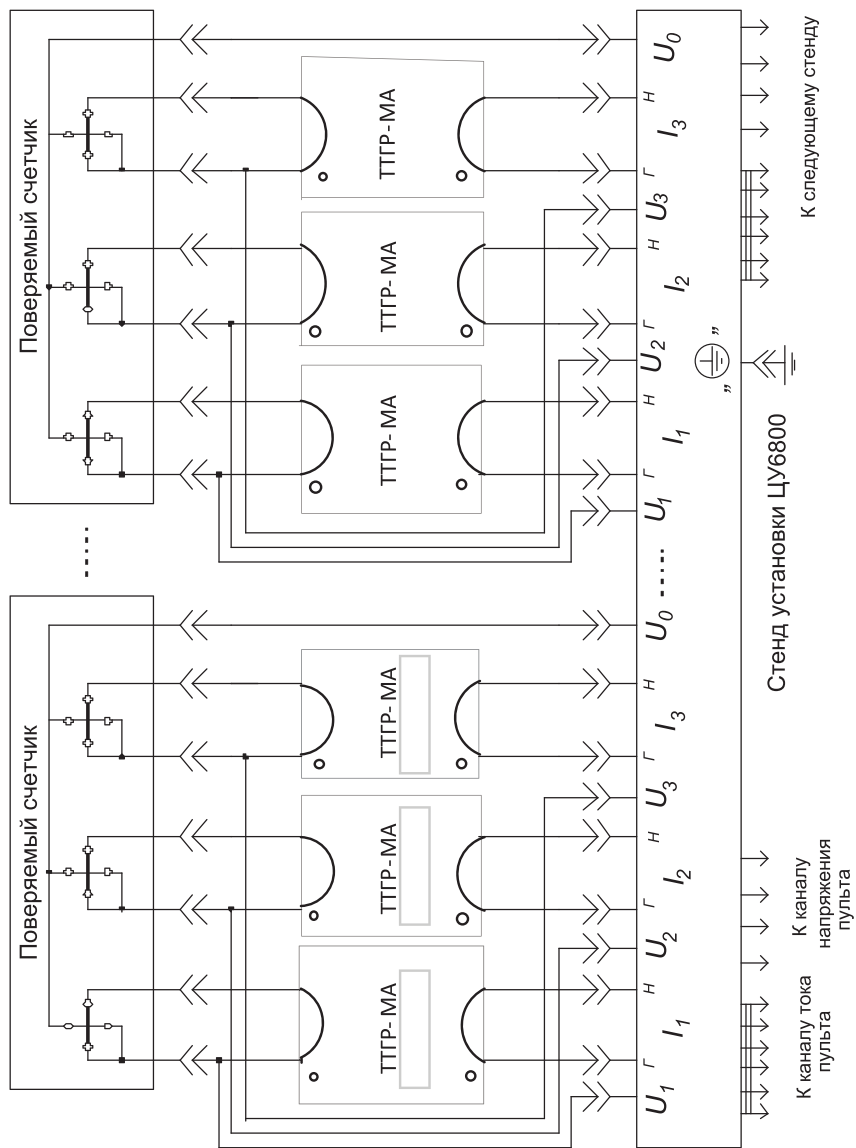 Поверяемый счетчик
Поверяемый счетчик
ТТГР-МА
ТТГР-МА
ТТГР-МА
ТТГР-МА
ТТГР-МА
ТТГР-МА
U1
Г
I1
Н
U2
Г
I2
Н
U3
Г
I3
Н
U0
U1
Г
I1
Н
U2
Г
I2
Н
U3
Г
I3
Н
U0
„ ”
Стенд установки ЦУ6800
К каналу тока
пульта
К каналу
напряжения
пульта
К следующему стенду